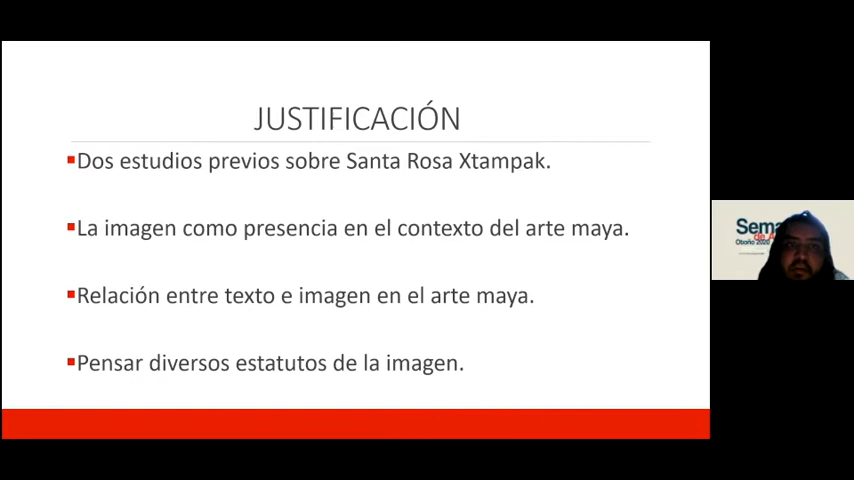 JUSTIFICACIÓN
▪Dos estudios previos sobre Santa Rosa Xtampak.
▪La imagen como presencia en el contexto del arte maya.
▪Relación entre texto e imagen en el arte maya.
▪Pensar diversos estatutos de la imagen.
Sema
de A
Otoño 2020